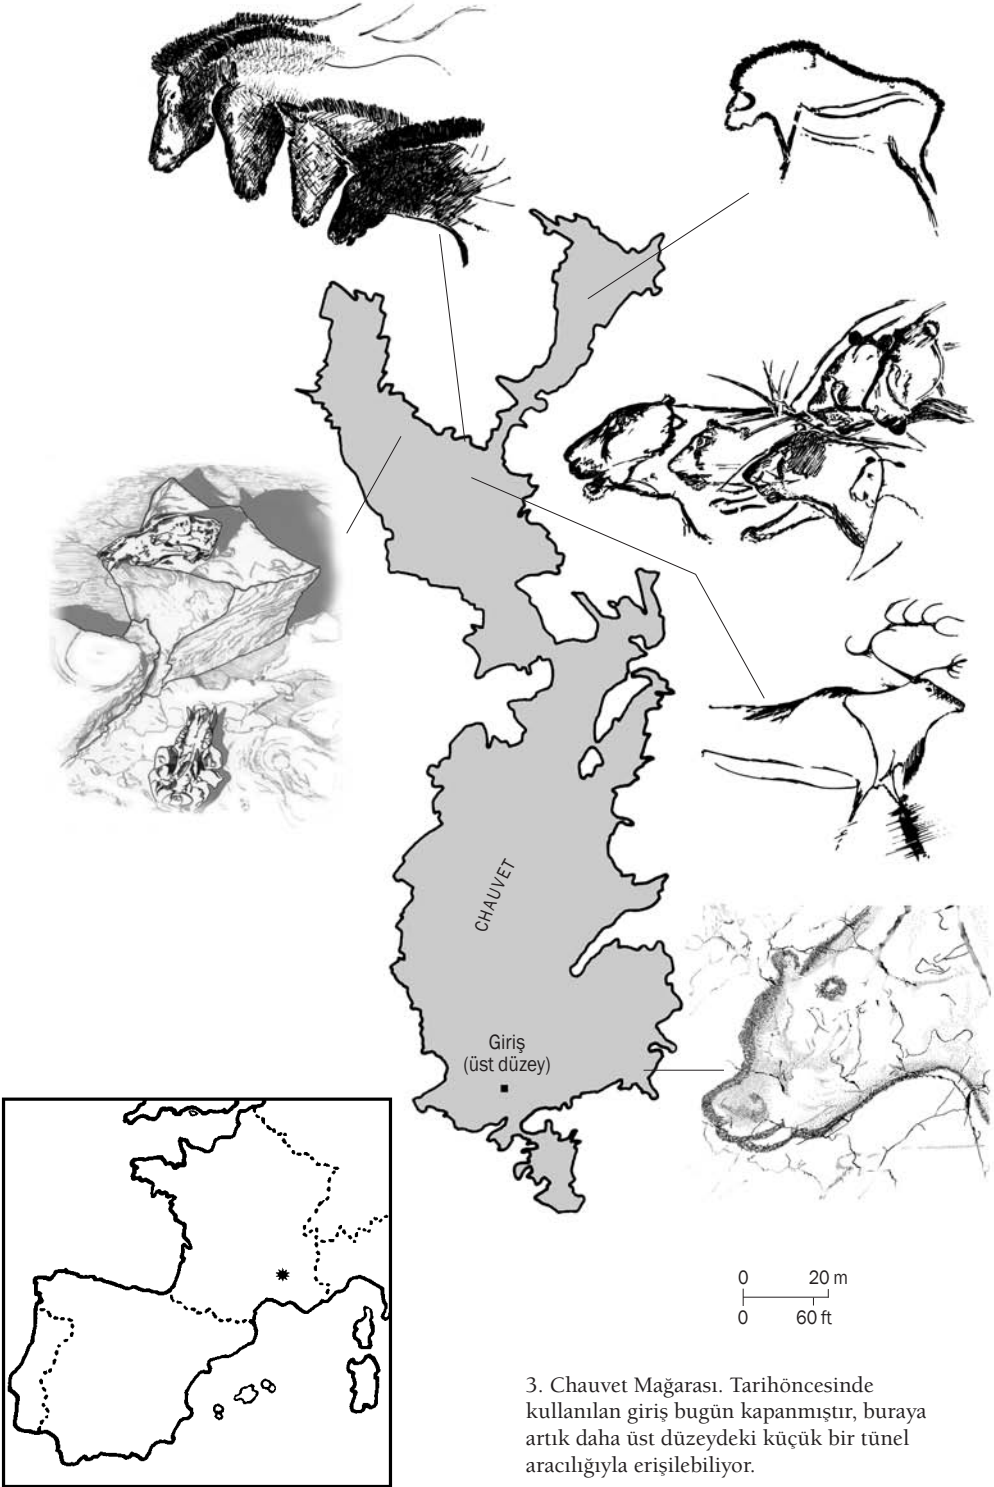 CHAUVET
Giriş
(üst düzey)
0 20 m
0 60 ft
3. Chauvet Mağarası. Tarihöncesinde
kullanılan giriş bugün kapanmıştır, buraya
artık daha üst düzeydeki küçük bir tünel
aracılığıyla erişilebiliyor.